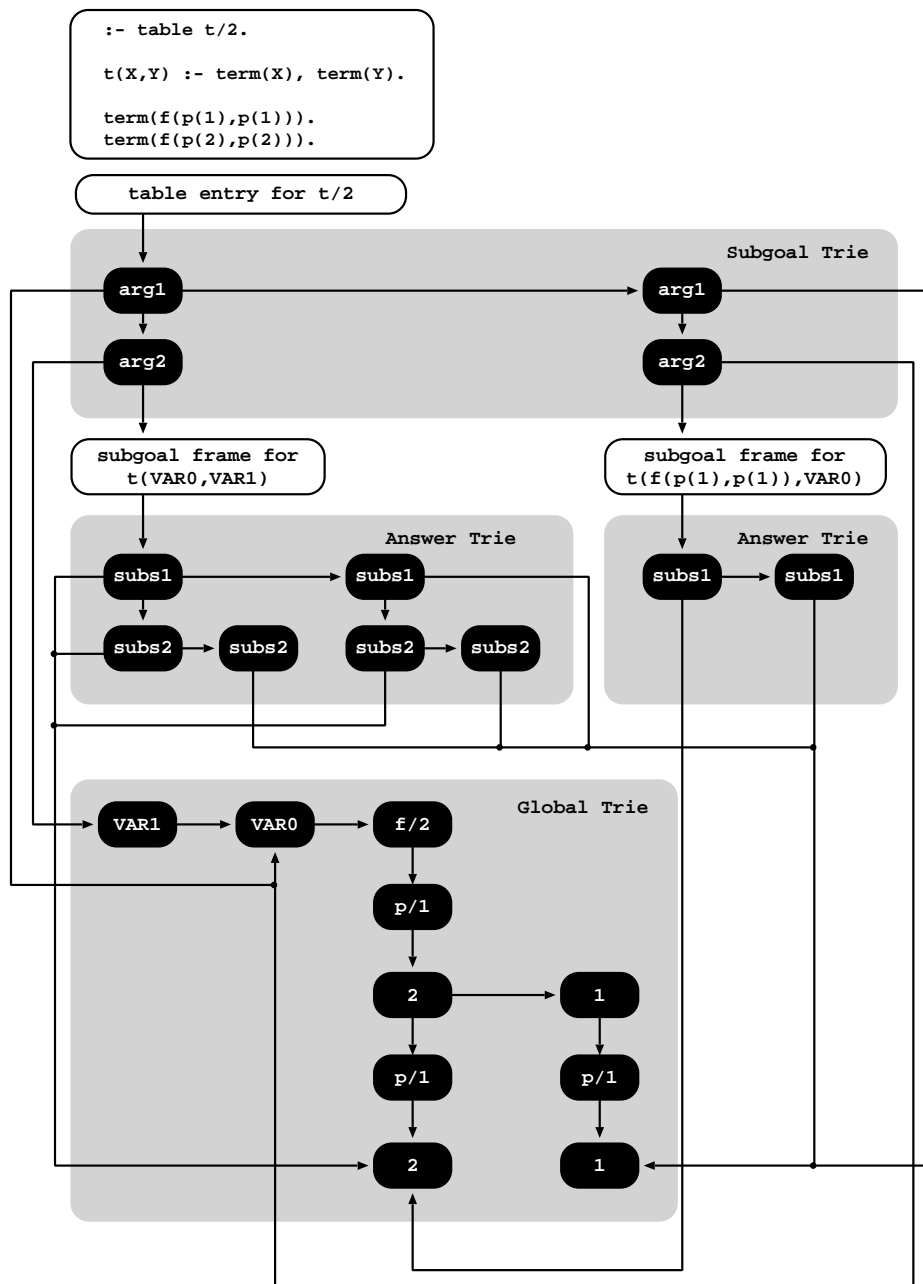 :- table t/2.
t(X,Y) :- term(X), term(Y).
term(f(p(1),p(1))).
term(f(p(2),p(2))).
table entry for t/2
Subgoal Trie
arg1
arg1
arg2
arg2
subgoal frame for
t(VAR0,VAR1)
subgoal frame for
t(f(p(1),p(1)),VAR0)
Answer Trie
Answer Trie
subs1
subs1
subs1
subs1
subs2
subs2
subs2
subs2
Global Trie
VAR1
VAR0
f/2
p/1
2
1
p/1
p/1
2
1